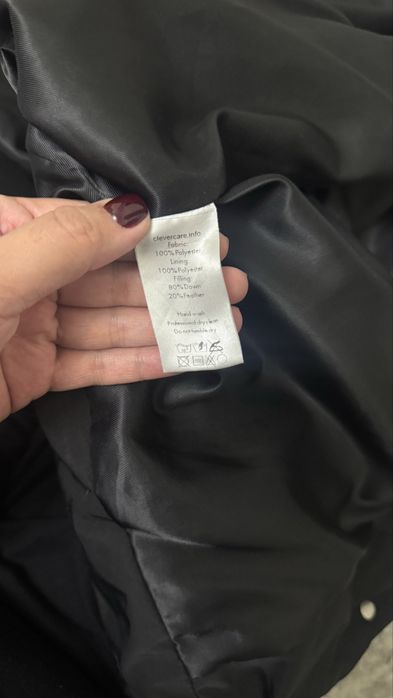 clevercare.info
Fabric:
100%Polyester
Lining:
100%Polyester
Filling:
80%Down
20%Feather
Hand wash
Professional dry clean
Do not tumble dry